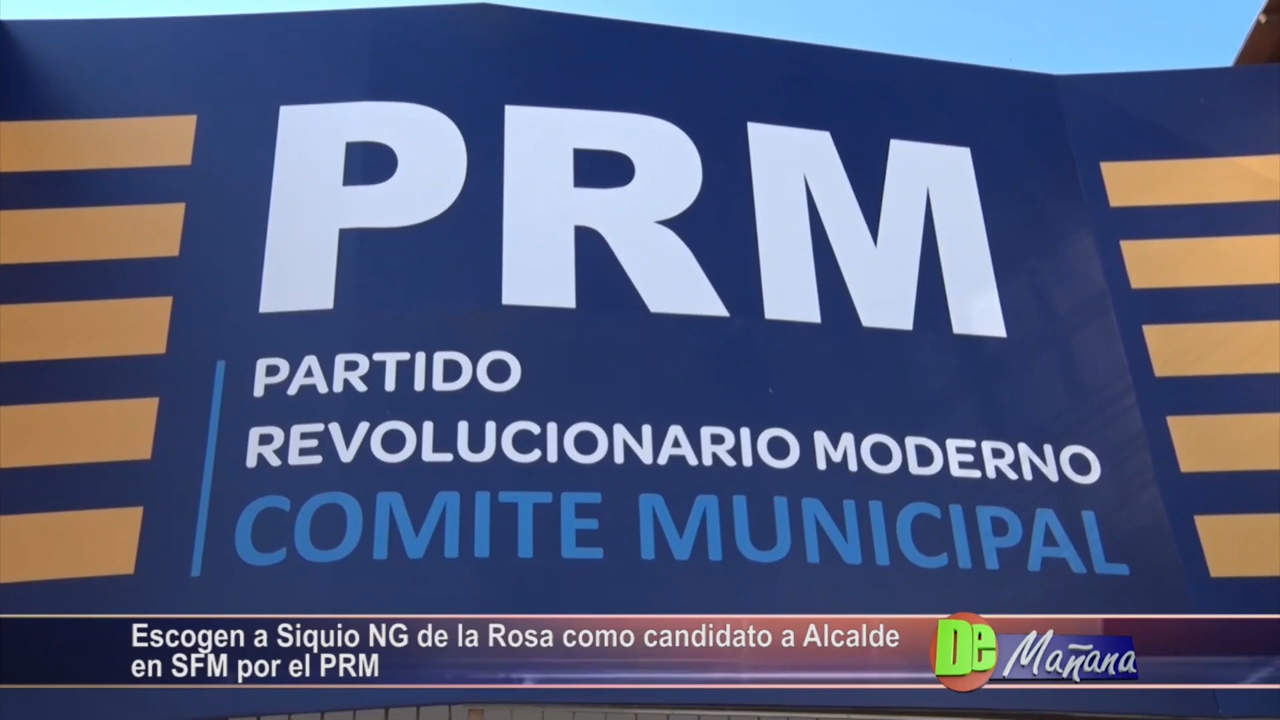 PRM
PARTIDO
REVOLUCIONARIO MODERNO
COMITE MUNICIPAL
Escogen a Siquio NG de la Rosa como candidato a Alcalde
en SFM por el PRM
De Mañana